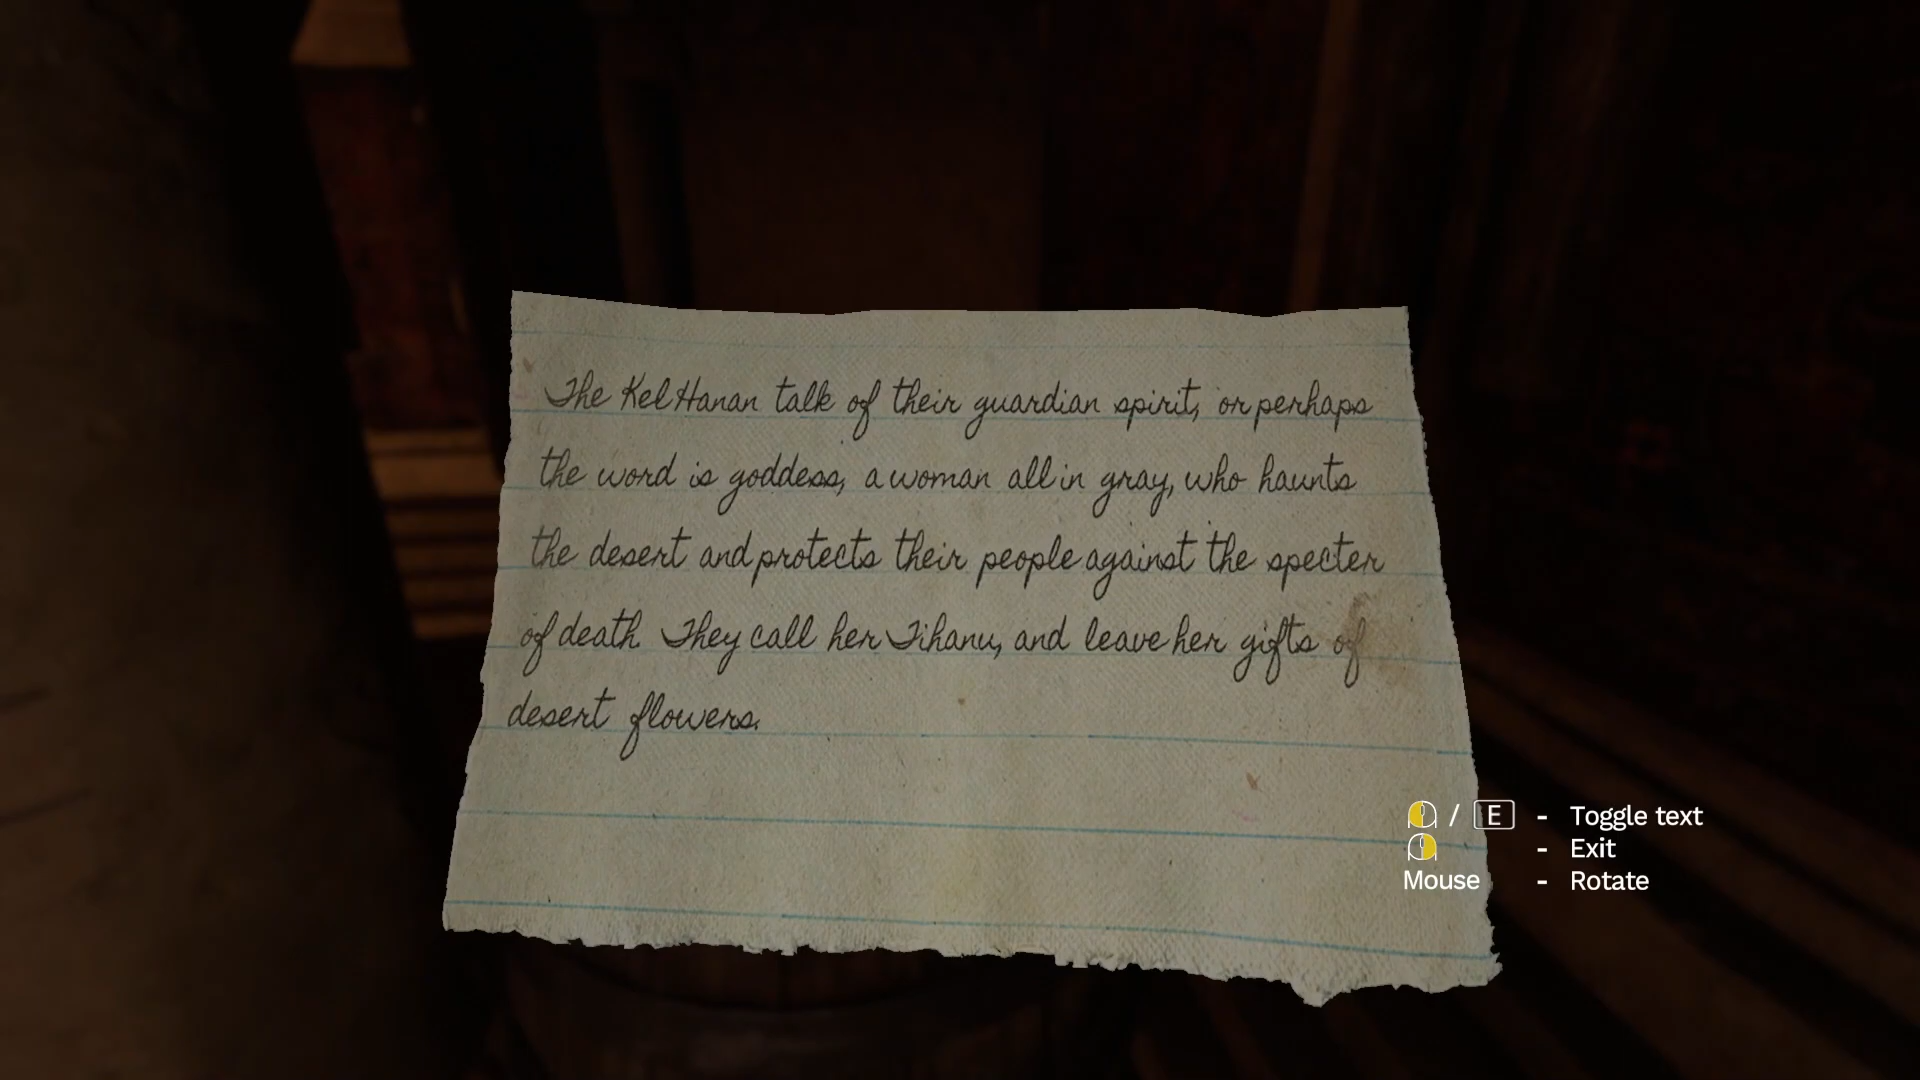 The Kel Hanan talk of their guardian spirit, or perhaps
the word is goddess, a woman all in gray, who haunts
the desert and protects their people against the specter
of death. They call her Tihanu, and leave her gifts of
desert flowers.
/ E - Toggle text
- Exit
Mouse - Rotate